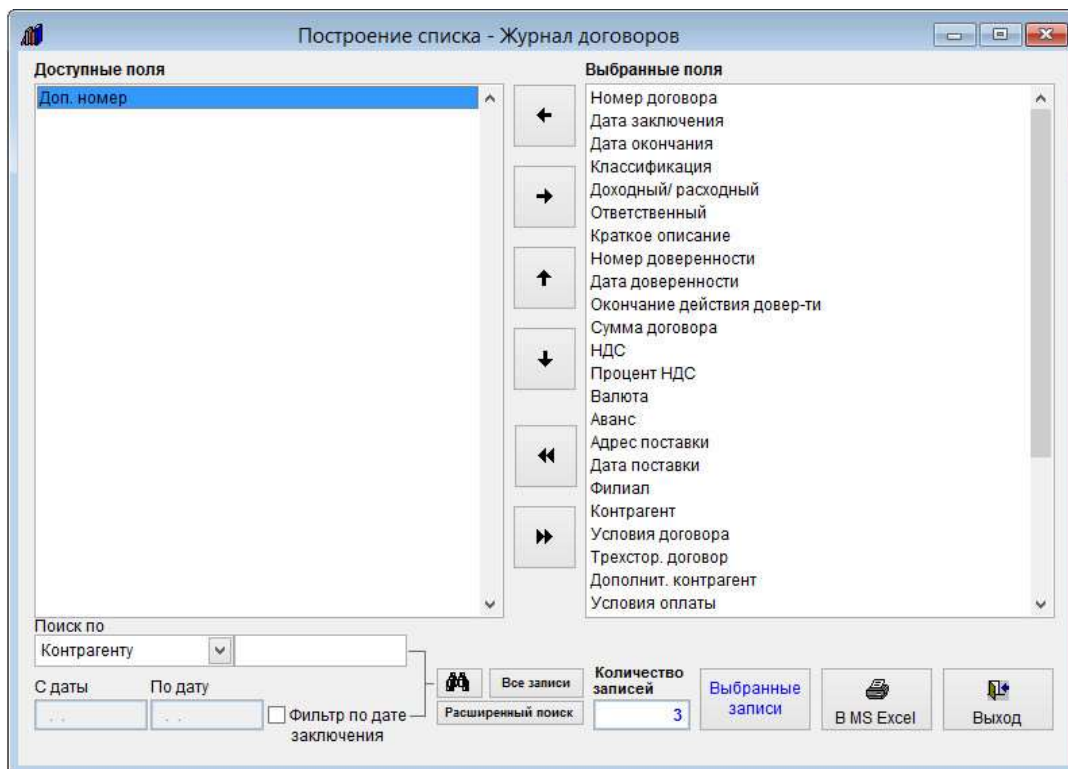 Построение списка - Журнал договоров
Доступные поля
Выбранные поля
Доп. номер
Номер договора
Дата заключения
Дата окончания
Классификация
Доходный/ расходный
Ответственный
Краткое описание
Номер доверенности
Дата доверенности
Окончание действия довер-ти
Сумма договора
НДС
Процент НДС
Валюта
Аванс
Адрес поставки
Дата поставки
Филиал
Контрагент
Условия договора
Трехстор. договор
Дополнит. контрагент
Условия оплаты
Поиск по
Контрагенту
С даты
По дату
. .
. .
Фильтр по дате
заключения
Все записи
Расширенный поиск
Количество
записей
3
Выбранные
записи
В MS Excel
Выход